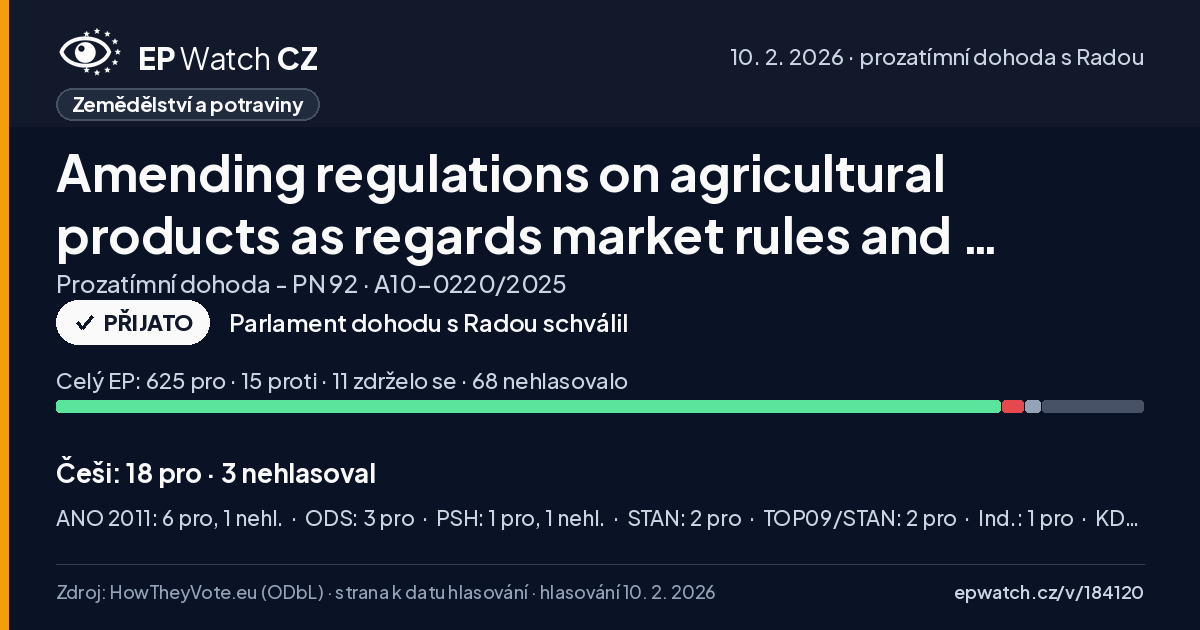 EP Watch CZ
10. 2. 2026 · prozatímní dohoda s Radou
Zemědělství a potraviny
Amending regulations on agricultural
products as regards market rules and …
Prozatímní dohoda - PN 92 · A10-0220/2025
✓ PŘIJATO Parlament dohodu s Radou schválil
Celý EP: 625 pro · 15 proti · 11 zdrželo se · 68 nehlasovalo
Češi: 18 pro · 3 nehlasoval
ANO 2011: 6 pro, 1 nehl. · ODS: 3 pro · PSH: 1 pro, 1 nehl. · STAN: 2 pro · TOP09/STAN: 2 pro · Ind.: 1 pro · KD…
Zdroj: HowTheyVote.eu (ODbL) · strana k datu hlasování · hlasování 10. 2. 2026
epwatch.cz/v/184120